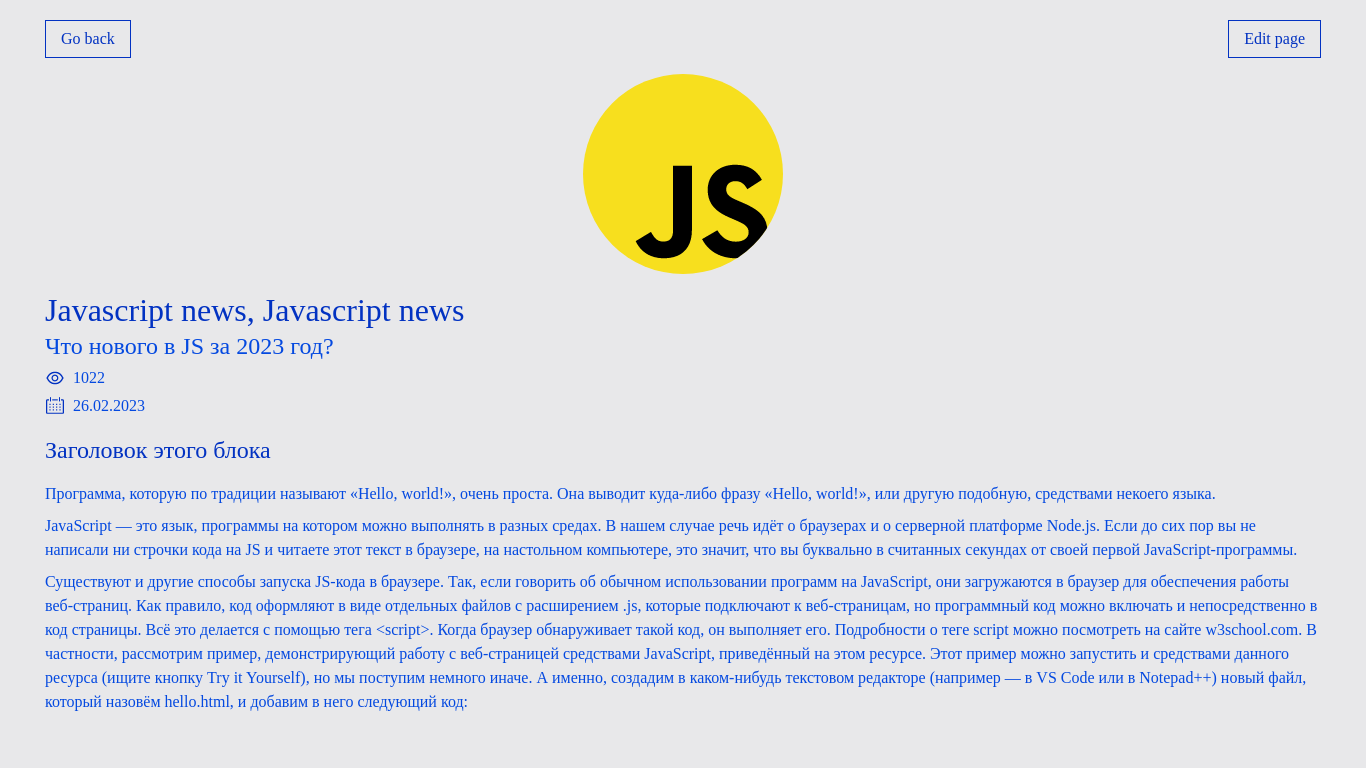 Go back
Edit page
JS
Javascript news, Javascript news
Что нового в JS за 2023 год?
1022
26.02.2023
Заголовок этого блока
Программа, которую по традиции называют «Hello, world!», очень проста. Она выводит куда-либо фразу «Hello, world!», или другую подобную, средствами некоего языка.
JavaScript — это язык, программы на котором можно выполнять в разных средах. В нашем случае речь идёт о браузерах и о серверной платформе Node.js. Если до сих пор вы не
написали ни строчки кода на JS и читаете этот текст в браузере, на настольном компьютере, это значит, что вы буквально в считанных секундах от своей первой JavaScript-программы.
Существуют и другие способы запуска JS-кода в браузере. Так, если говорить об обычном использовании программ на JavaScript, они загружаются в браузер для обеспечения работы
веб-страниц. Как правило, код оформляют в виде отдельных файлов с расширением .js, которые подключают к веб-страницам, но программный код можно включать и непосредственно в
код страницы. Всё это делается с помощью тега <script>. Когда браузер обнаруживает такой код, он выполняет его. Подробности о теге script можно посмотреть на сайте w3school.com. В
частности, рассмотрим пример, демонстрирующий работу с веб-страницей средствами JavaScript, приведённый на этом ресурсе. Этот пример можно запустить и средствами данного
ресурса (ищите кнопку Try it Yourself), но мы поступим немного иначе. А именно, создадим в каком-нибудь текстовом редакторе (например — в VS Code или в Notepad++) новый файл,
который назовём hello.html, и добавим в него следующий код: